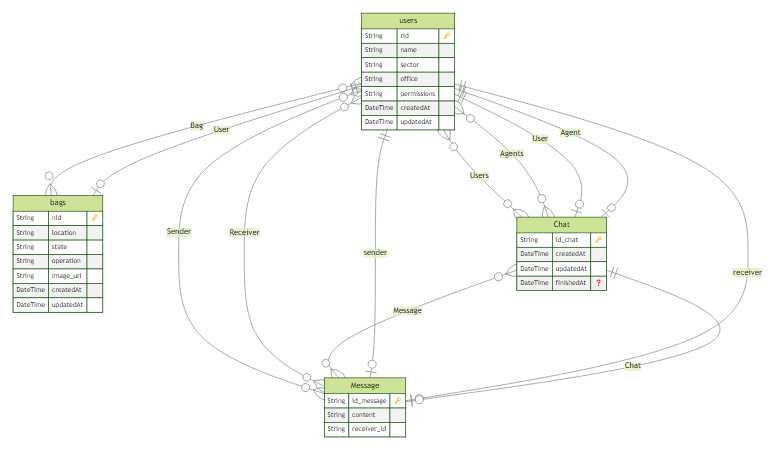 users
String rid
String name
String sector
String office
String permissions
DateTime createdAt
DateTime updatedAt
Bag
User
Agent
User
Agents
Users
bags
String nid
String location
String state
String operation
String image_url
DateTime createdAt
DateTime updatedAt
Chat
String id_chat
DateTime createdAt
DateTime updatedAt
DateTime finishedAt ?
Sender
Receiver
sender
receiver
Message
Chat
Message
String id_message
String content
String receiver_id